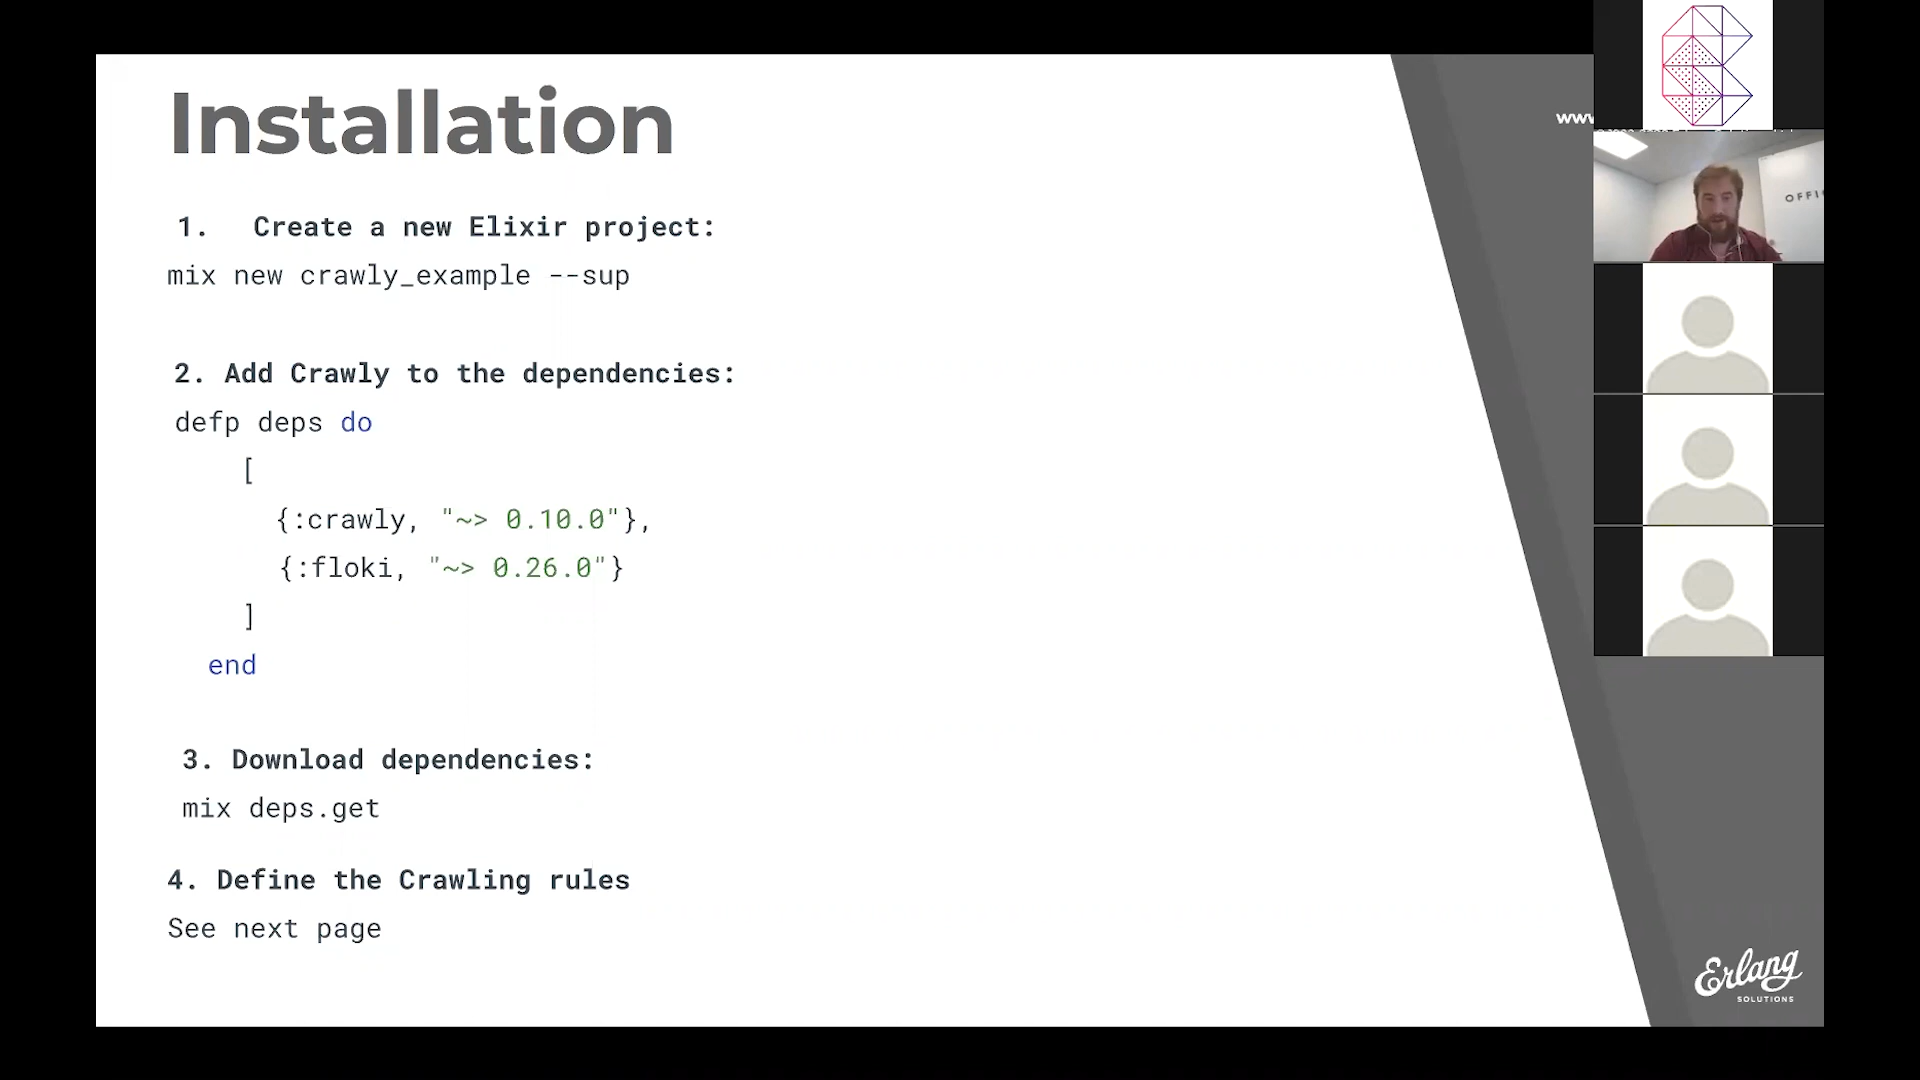 Installation
1. Create a new Elixir project:
mix new crawly_example --sup
2. Add Crawly to the dependencies:
defp deps do
[
{:crawly, "~> 0.10.0"},
{:floki, "~> 0.26.0"}
]
end
3. Download dependencies:
mix deps.get
4. Define the Crawling rules
See next page
www
OFFI
Erlang
SOLUTIONS